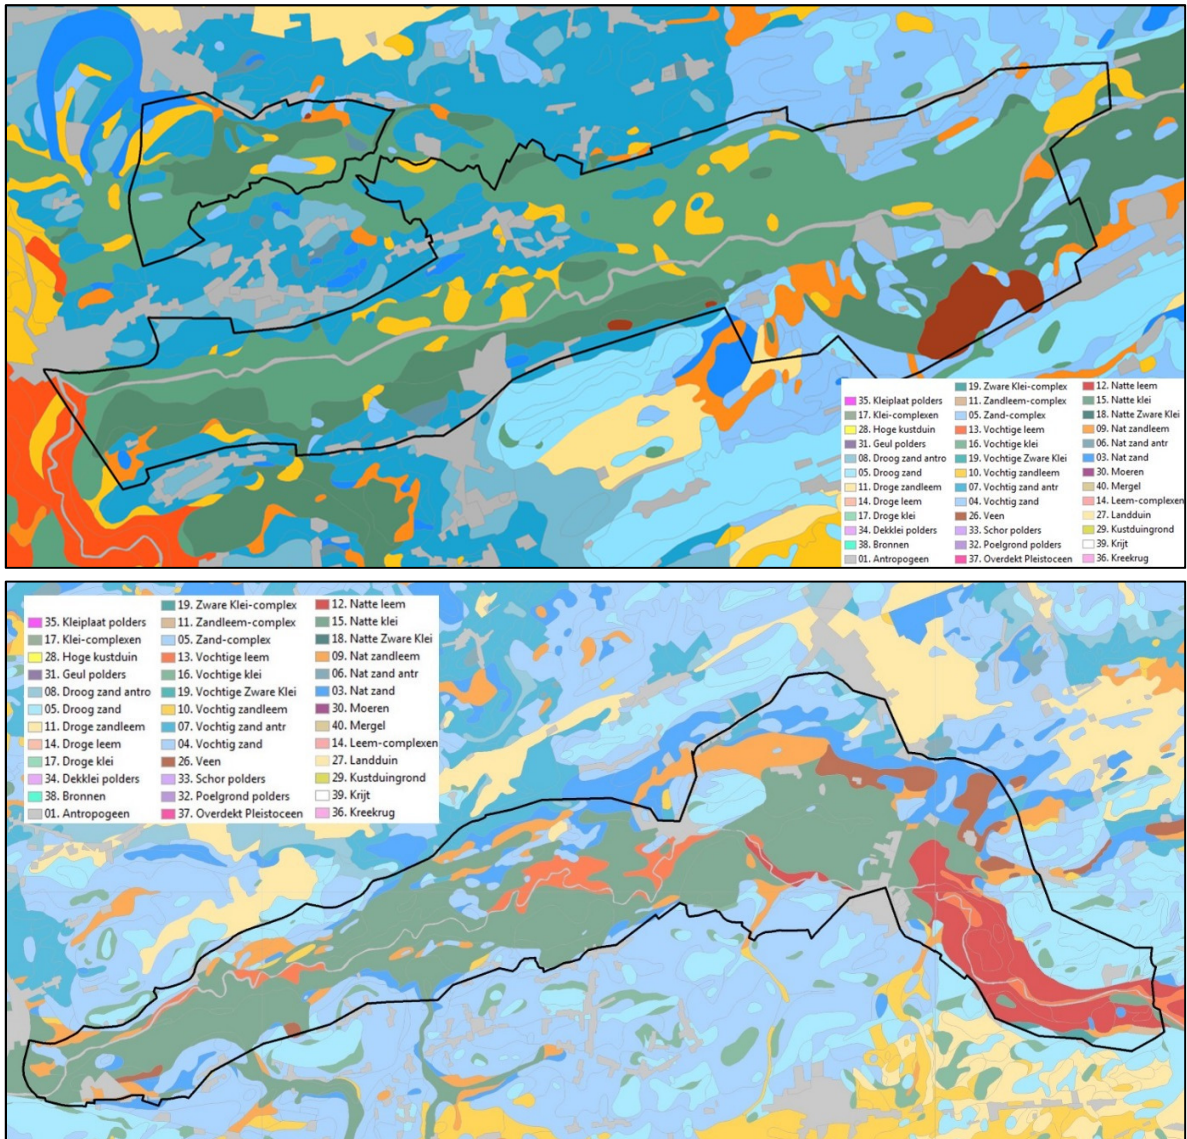 19. Zware Klei-complex 12. Natte leem
35. Kleiplaat polders 11. Zandleem-complex 15. Natte klei
17. Klei-complexen 05. Zand-complex 18. Natte Zware Klei
28. Hoge kustduin 13. Vochtige leem 09. Nat zandleem
31. Geul polders 16. Vochtige klei 06. Nat zand antr
08. Droog zand antro 19. Vochtige Zware Klei 03. Nat zand
05. Droog zand 10. Vochtig zandleem 30. Moeren
11. Droge zandleem 07. Vochtig zand antr 40. Mergel
14. Droge leem 04. Vochtig zand 14. Leem-complexen
17. Droge klei 26. Veen 27. Landduin
34. Dekklei polders 33. Schor polders 29. Kustduingrond
38. Bronnen 32. Poelgrond polders 39. Krijt
01. Antropogeen 37. Overdekt Pleistoceen 36. Kreekrug
19. Zware Klei-complex 12. Natte leem
35. Kleiplaat polders 11. Zandleem-complex 15. Natte klei
17. Klei-complexen 05. Zand-complex 18. Natte Zware Klei
28. Hoge kustduin 13. Vochtige leem 09. Nat zandleem
31. Geul polders 16. Vochtige klei 06. Nat zand antr
08. Droog zand antro 19. Vochtige Zware Klei 03. Nat zand
05. Droog zand 10. Vochtig zandleem 30. Moeren
11. Droge zandleem 07. Vochtig zand antr 40. Mergel
14. Droge leem 04. Vochtig zand 14. Leem-complexen
17. Droge klei 26. Veen 27. Landduin
34. Dekklei polders 33. Schor polders 29. Kustduingrond
38. Bronnen 32. Poelgrond polders 39. Krijt
01. Antropogeen 37. Overdekt Pleistoceen 36. Kreekrug